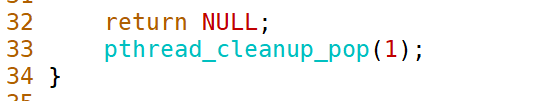 32     return NULL;
33     pthread_cleanup_pop(1);
34 }